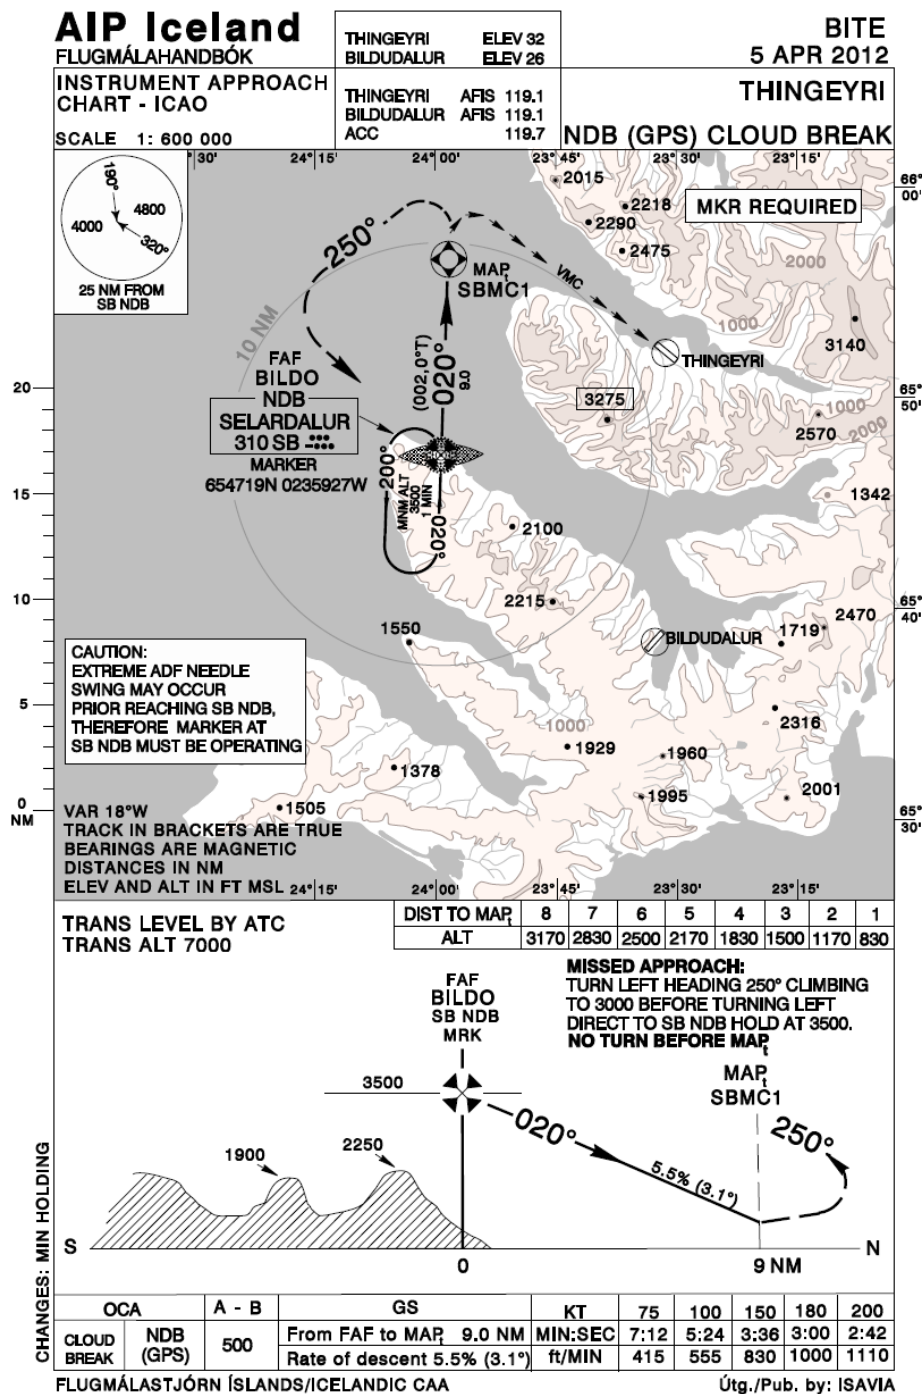 AIP Iceland
FLUGMÁLAHANDBÓK
THINGEYRI ELEV 32
BILDUDALUR ELEV 26
BITE
5 APR 2012
INSTRUMENT APPROACH
CHART - ICAO
SCALE 1: 600 000
THINGEYRI AFIS 119.1
BILDUDALUR AFIS 119.1
ACC 119.7
THINGEYRI
NDB (GPS) CLOUD BREAK
30' 24°15' 24°00' 23°45' 23°30' 23°15'
66°
00'
190°
4000
4800
320°
25 NM FROM
SB NDB
2015
2218
2290
2475
MKR REQUIRED
2000
1000
3140
250°
MAPt
SBMC1
VMC
10 NM
THINGEYRI
FAF
BILDO
NDB
SELARDALUR
310 SB
MARKER
654719N 0235927W
(002,0°T)
020°
9.0
3275
1000
2000
2570
65°
50'
20
15
10
5
0
NM
200°
MNM ALT
3500
1 MIN
020°
1342
2100
2215
1550
BILDUDALUR
1719
2470
65°
40'
CAUTION:
EXTREME ADF NEEDLE
SWING MAY OCCUR
PRIOR REACHING SB NDB,
THEREFORE MARKER AT
SB NDB MUST BE OPERATING
1000
2316
1929
1960
1378
1995
2001
1505
65°
30'
VAR 18°W
TRACK IN BRACKETS ARE TRUE
BEARINGS ARE MAGNETIC
DISTANCES IN NM
ELEV AND ALT IN FT MSL
24°15' 24°00' 23°45' 23°30' 23°15'
TRANS LEVEL BY ATC
TRANS ALT 7000
DIST TO MAPt 8 7 6 5 4 3 2 1
ALT 3170 2830 2500 2170 1830 1500 1170 830
MISSED APPROACH:
TURN LEFT HEADING 250° CLIMBING
TO 3000 BEFORE TURNING LEFT
DIRECT TO SB NDB HOLD AT 3500.
NO TURN BEFORE MAPt
FAF
BILDO
SB NDB
MRK
MAPt
SBMC1
3500
020°
250°
5.5% (3.1°)
1900
2250
S
N
0
9 NM
CHANGES: MIN HOLDING
OCA A - B GS KT 75 100 150 180 200
CLOUD BREAK NDB (GPS) 500 From FAF to MAPt 9.0 NM MIN:SEC 7:12 5:24 3:36 3:00 2:42
Rate of descent 5.5% (3.1°) ft/MIN 415 555 830 1000 1110
FLUGMÁLASTJÓRN ÍSLANDS/ICELANDIC CAA
Útg./Pub. by: ISAVIA